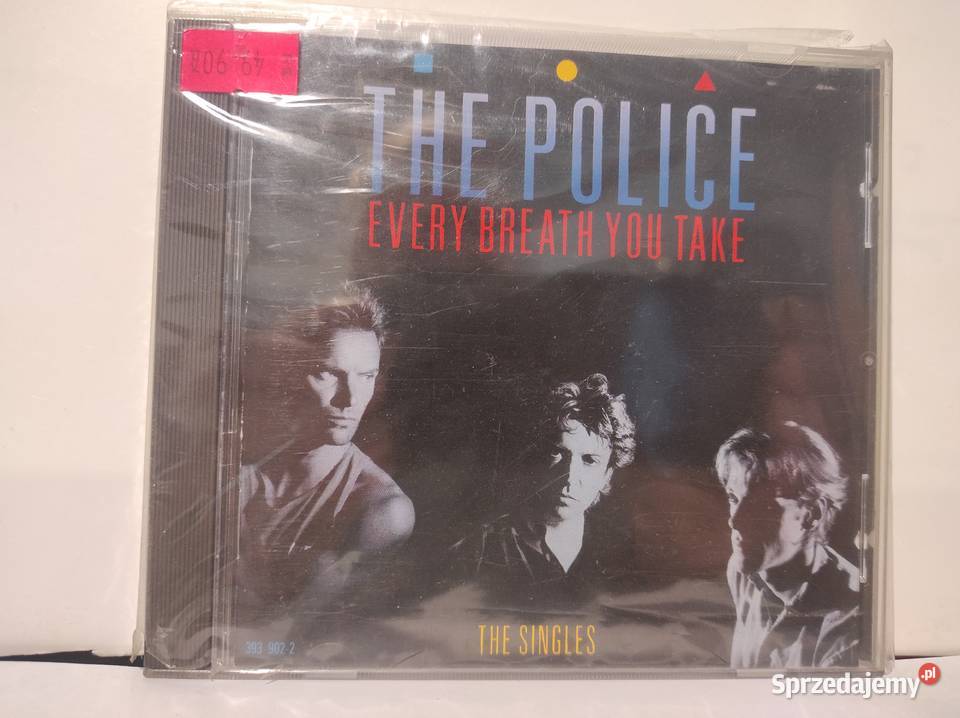 THE POLICE
EVERY BREATH YOU TAKE
THE SINGLES
393 902-2
Sprzedajemy.pl